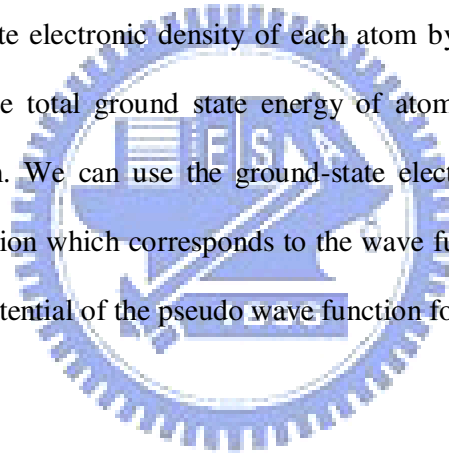 te electronic density of each atom by
e total ground state energy of atom
. We can use the ground-state elect
ion which corresponds to the wave fu
tential of the pseudo wave function fo
E S A